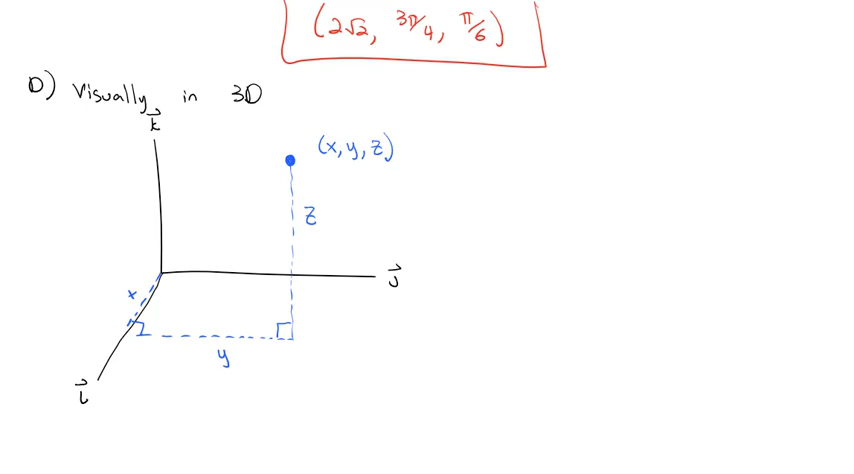 (2√2, 3π/4, π/6)
D) Visually in 3D
k⃗
(x, y, z)
z
j⃗
x
y
i⃗